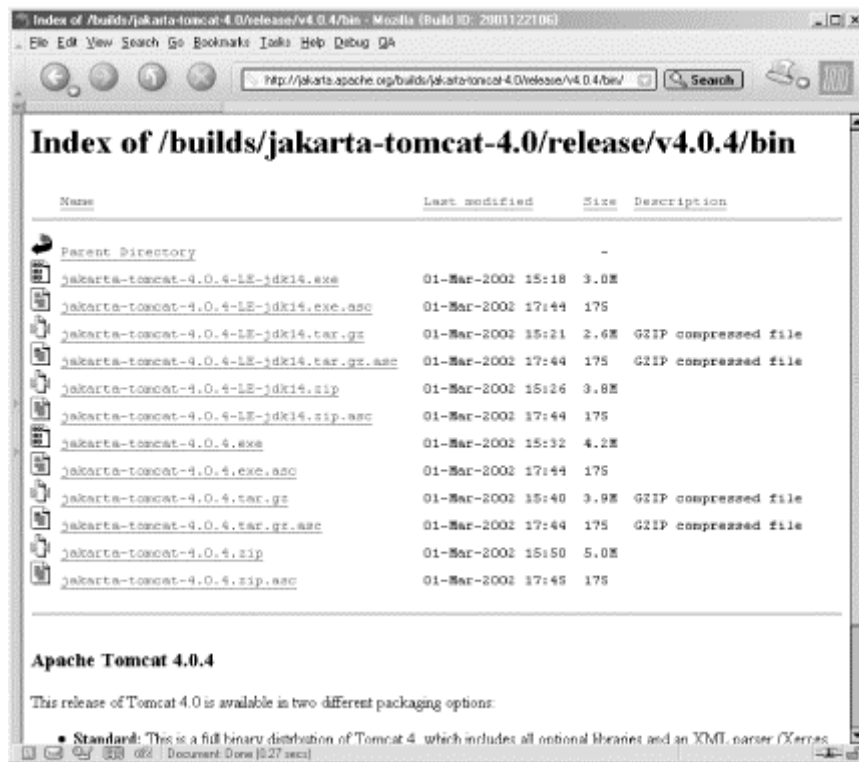 Index of /builds/jakarta-tomcat-4.0/release/v4.0.4/bin - Mozilla {Build ID: 2001122106}
File Edit View Search Go Bookmarks Tasks Help Debug QA
http://jakarta.apache.org/builds/jakarta-tomcat-4.0/release/v4.0.4/bin/ Search
Index of /builds/jakarta-tomcat-4.0/release/v4.0.4/bin
Name Last modified Size Description
Parent Directory -
jakarta-tomcat-4.0.4-LE-jdk14.exe 01-Mar-2002 15:18 3.0M
jakarta-tomcat-4.0.4-LE-jdk14.exe.asc 01-Mar-2002 17:44 175
jakarta-tomcat-4.0.4-LE-jdk14.tar.gz 01-Mar-2002 15:21 2.6M GZIP compressed file
jakarta-tomcat-4.0.4-LE-jdk14.tar.gz.asc 01-Mar-2002 17:44 175 GZIP compressed file
jakarta-tomcat-4.0.4-LE-jdk14.zip 01-Mar-2002 15:26 3.8M
jakarta-tomcat-4.0.4-LE-jdk14.zip.asc 01-Mar-2002 17:44 175
jakarta-tomcat-4.0.4.exe 01-Mar-2002 15:32 4.2M
jakarta-tomcat-4.0.4.exe.asc 01-Mar-2002 17:44 175
jakarta-tomcat-4.0.4.tar.gz 01-Mar-2002 15:40 3.9M GZIP compressed file
jakarta-tomcat-4.0.4.tar.gz.asc 01-Mar-2002 17:44 175 GZIP compressed file
jakarta-tomcat-4.0.4.zip 01-Mar-2002 15:50 5.0M
jakarta-tomcat-4.0.4.zip.asc 01-Mar-2002 17:45 175
Apache Tomcat 4.0.4
This release of Tomcat 4.0 is available in two different packaging options:
• Standard: This is a full binary distribution of Tomcat 4, which includes all optional libraries and an XML parser (Xerces
Document: Done (0.27 secs)